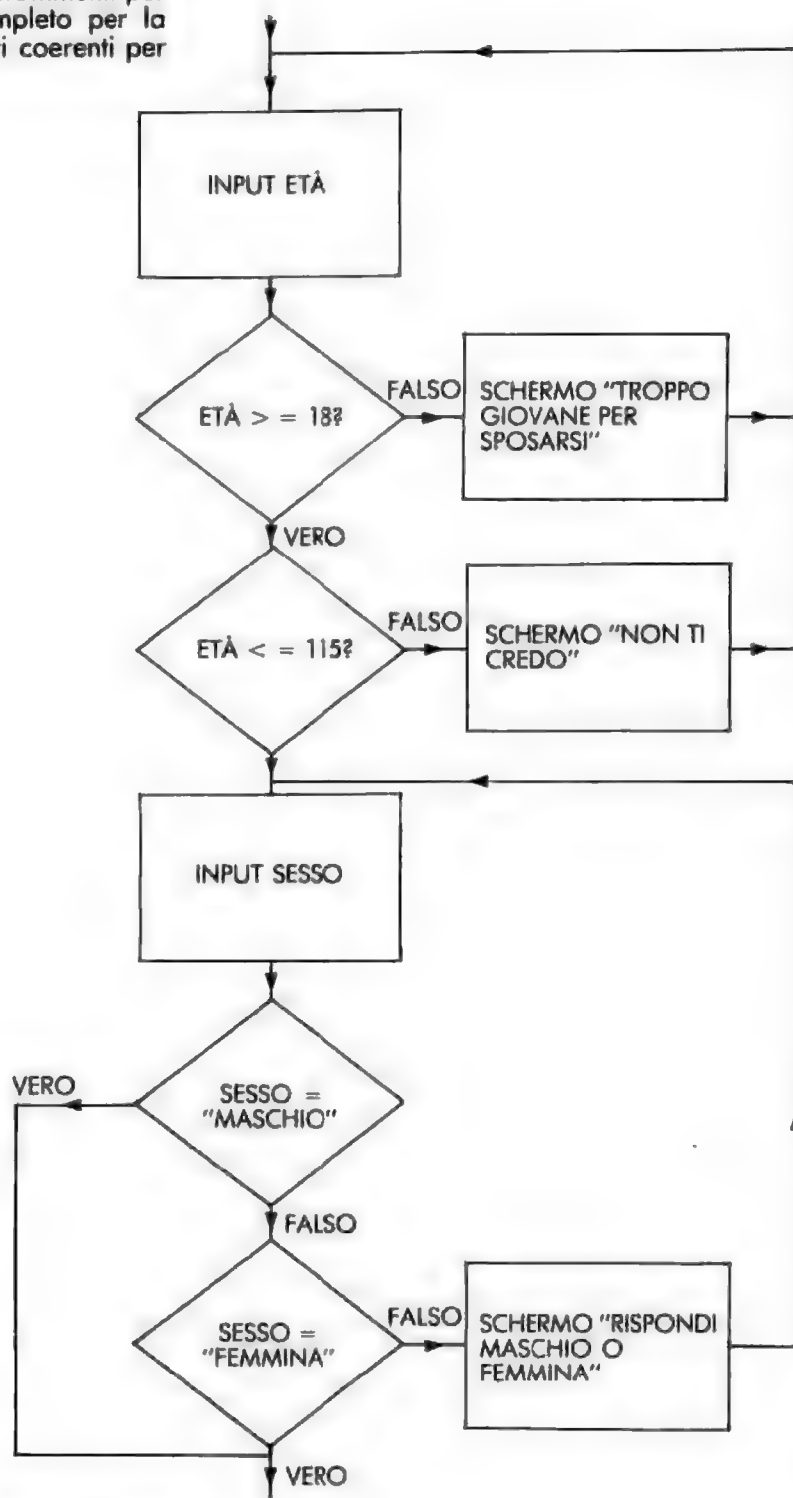 mpleto per la
i coerenti per
INPUT ETÀ
ETÀ > = 18?
FALSO
SCHERMO "TROPPO
GIOVANE PER
SPOSARSI"
VERO
ETÀ < = 115?
FALSO
SCHERMO "NON TI
CREDO"
INPUT SESSO
VERO
SESSO =
"MASCHIO"
FALSO
SESSO =
"FEMMINA"
FALSO
SCHERMO "RISPONDI
MASCHIO O
FEMMINA"
VERO